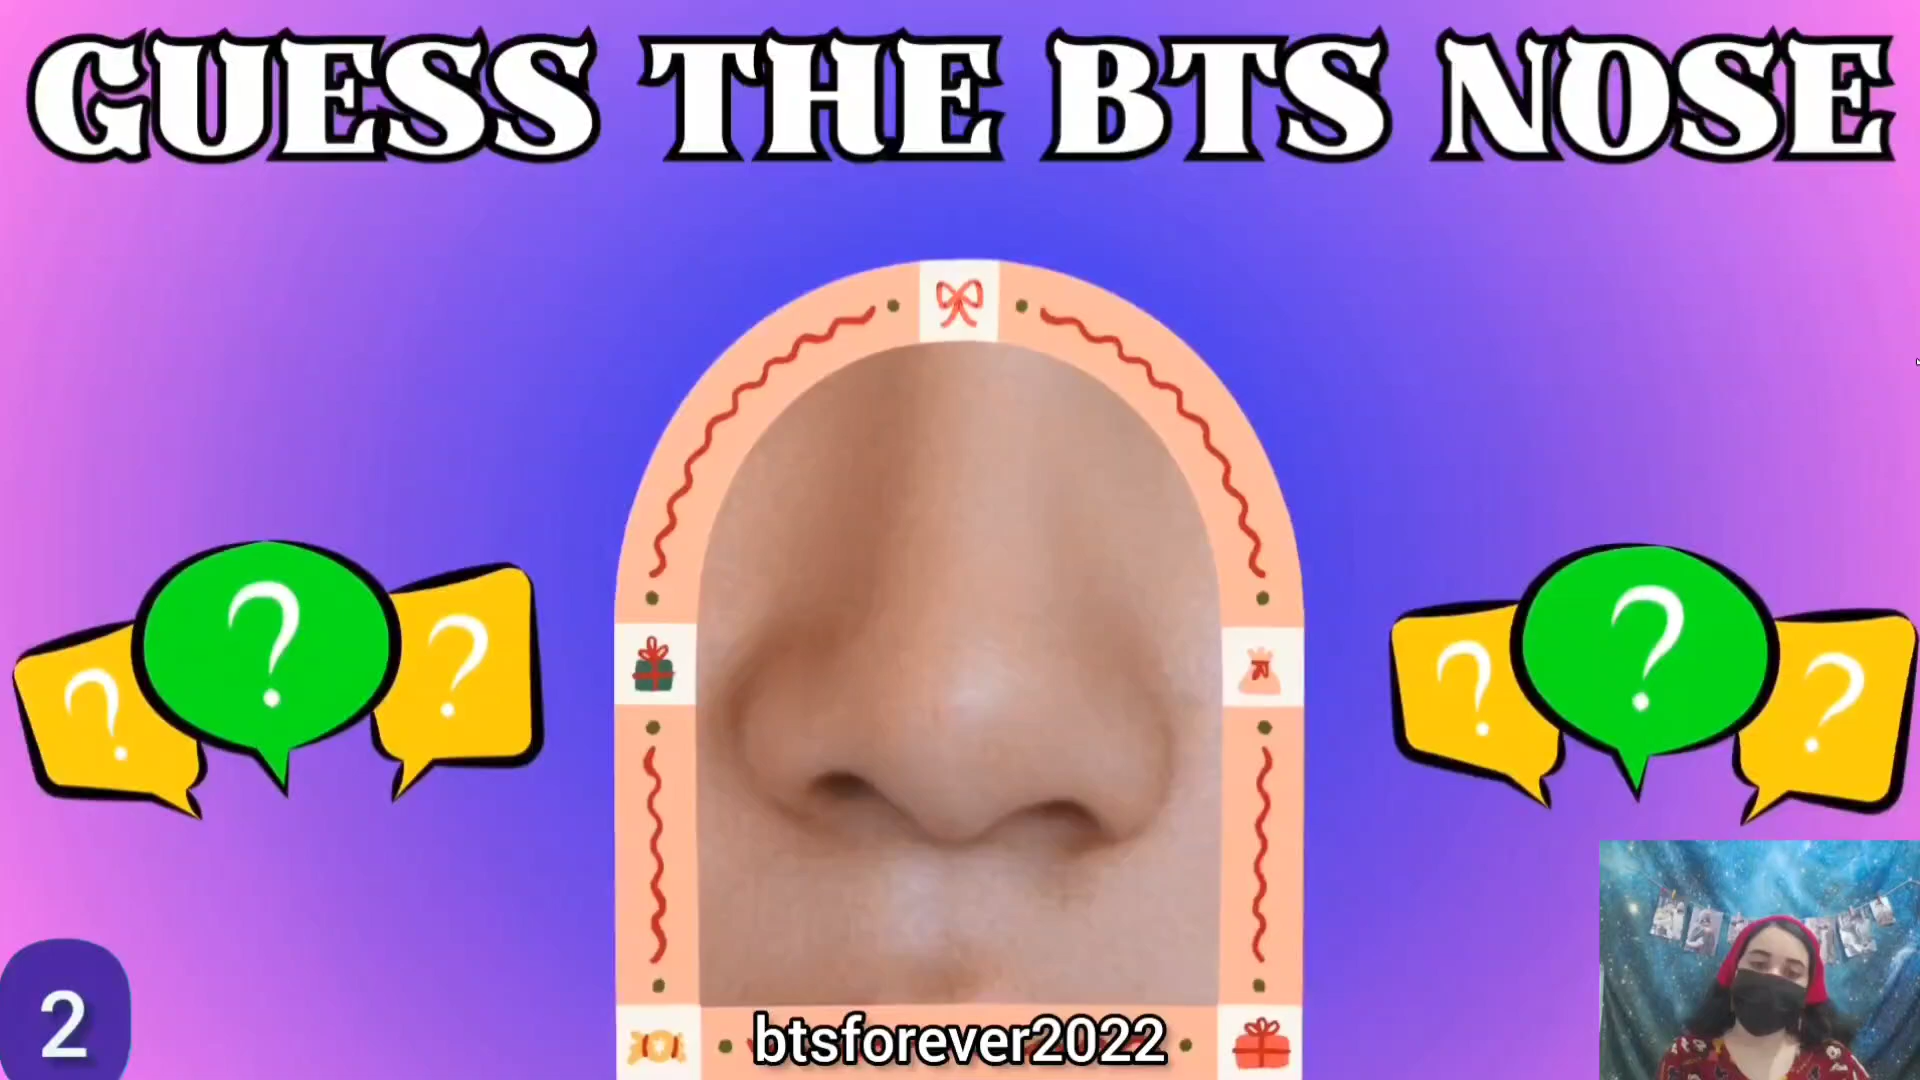 GUESS THE BTS NOSE
? ? ?
? ? ?
2
btsforever2022